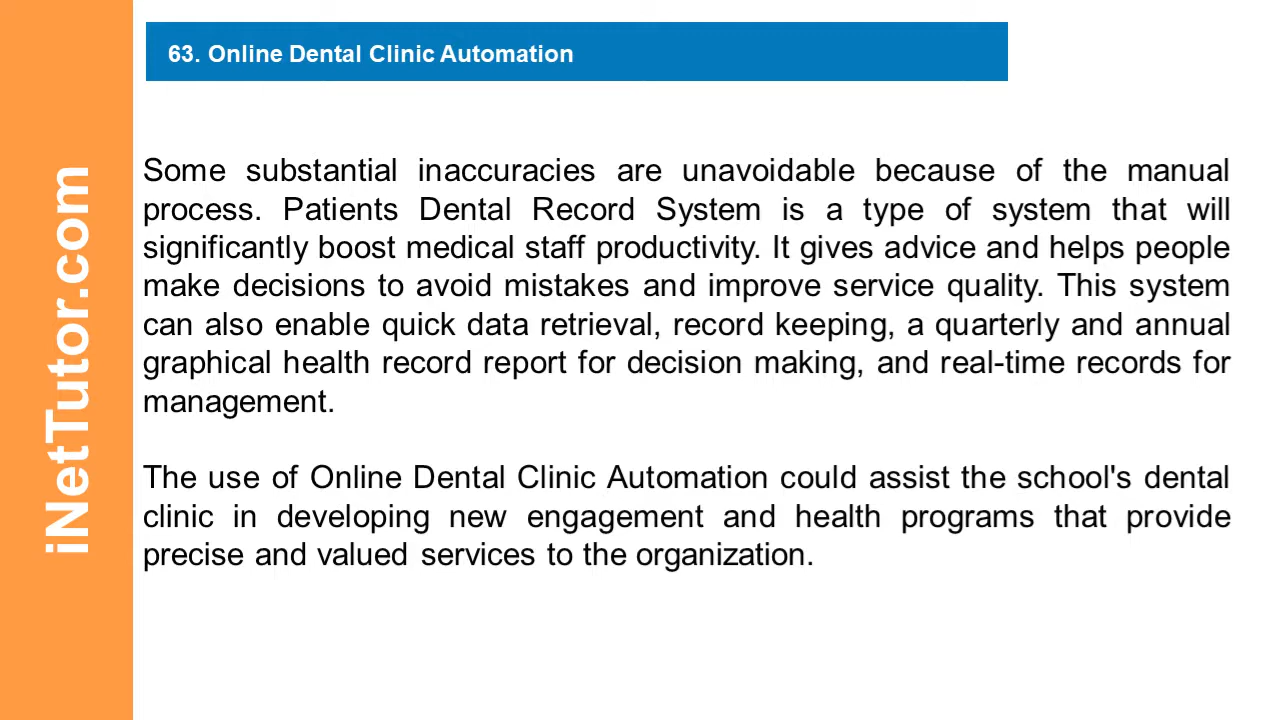 63. Online Dental Clinic Automation
Some substantial inaccuracies are unavoidable because of the manual
process. Patients Dental Record System is a type of system that will
significantly boost medical staff productivity. It gives advice and helps people
make decisions to avoid mistakes and improve service quality. This system
can also enable quick data retrieval, record keeping, a quarterly and annual
graphical health record report for decision making, and real-time records for
management.
The use of Online Dental Clinic Automation could assist the school's dental
clinic in developing new engagement and health programs that provide
precise and valued services to the organization.
iNetTutor.com